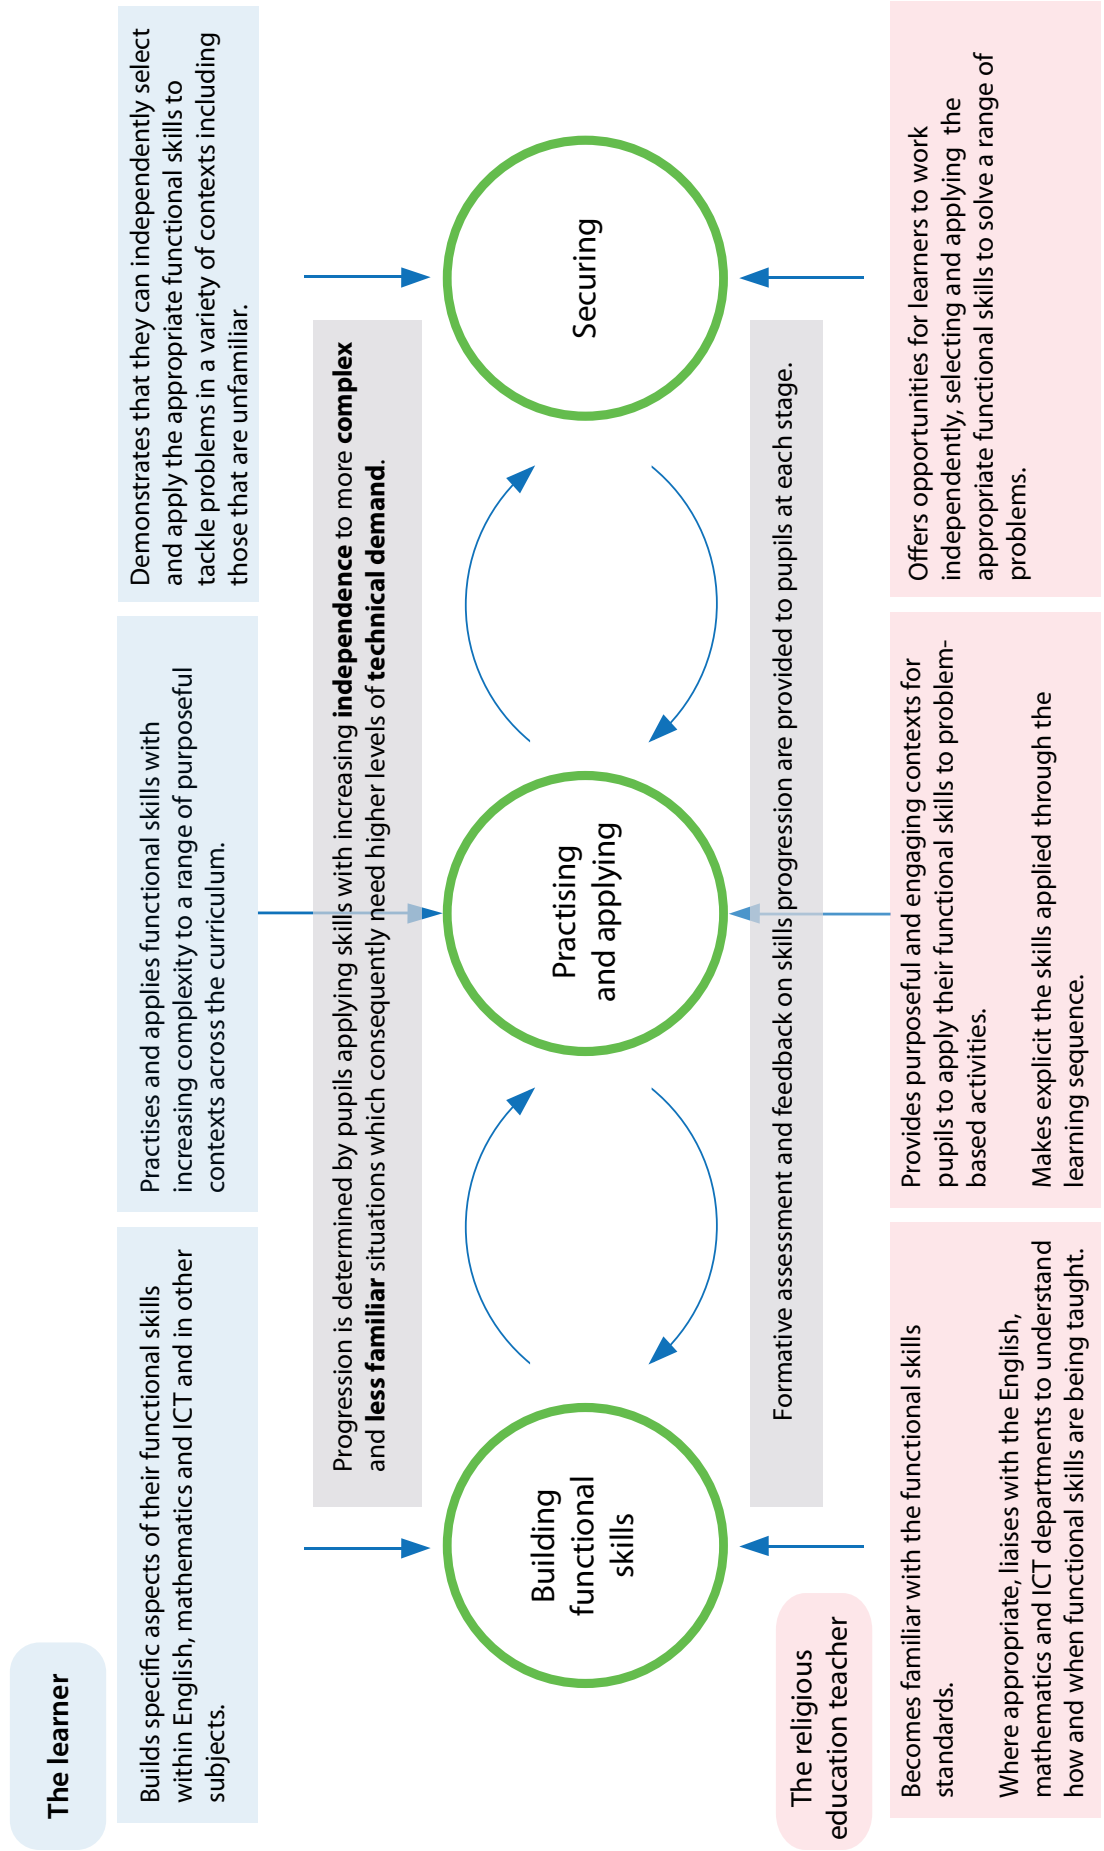 The learner
Builds specific aspects of their functional skills
within English, mathematics and ICT and in other
subjects.
Practises and applies functional skills with
increasing complexity to a range of purposeful
contexts across the curriculum.
Demonstrates that they can independently select
and apply the appropriate functional skills to
tackle problems in a variety of contexts including
those that are unfamiliar.
Progression is determined by pupils applying skills with increasing independence to more complex
and less familiar situations which consequently need higher levels of technical demand.
Building
functional
skills
Practising
and applying
Securing
Formative assessment and feedback on skills progression are provided to pupils at each stage.
The religious
education teacher
Becomes familiar with the functional skills
standards.
Where appropriate, liaises with the English,
mathematics and ICT departments to understand
how and when functional skills are being taught.
Provides purposeful and engaging contexts for
pupils to apply their functional skills to problem-
based activities.
Makes explicit the skills applied through the
learning sequence.
Offers opportunities for learners to work
independently, selecting and applying the
appropriate functional skills to solve a range of
problems.